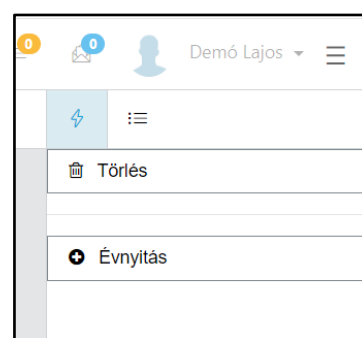 0
0
Demó Lajos
Törlés
Évnyitás